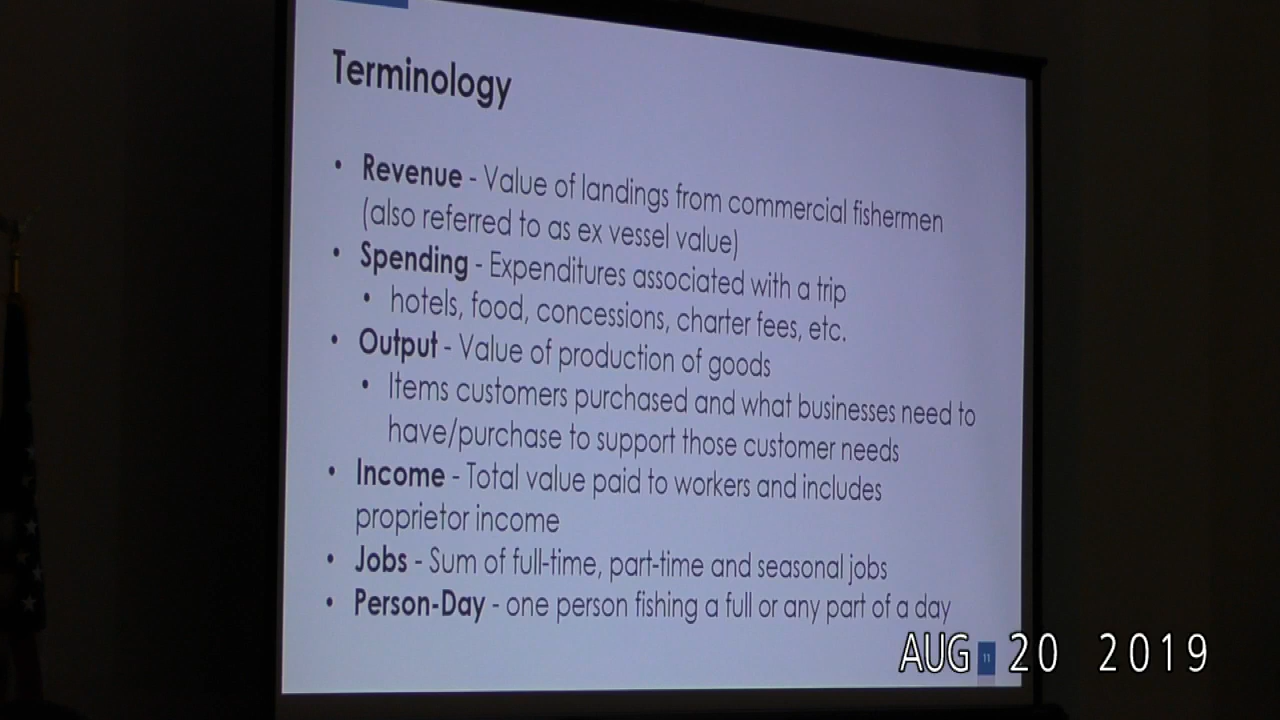 Terminology
• Revenue - Value of landings from commercial fishermen
(also referred to as ex vessel value)
• Spending - Expenditures associated with a trip
• hotels, food, concessions, charter fees, etc.
• Output - Value of production of goods
• Items customers purchased and what businesses need to
have/purchase to support those customer needs
• Income - Total value paid to workers and includes
proprietor income
• Jobs - Sum of full-time, part-time and seasonal jobs
• Person-Day - one person fishing a full or any part of a day
11
AUG 20 2019